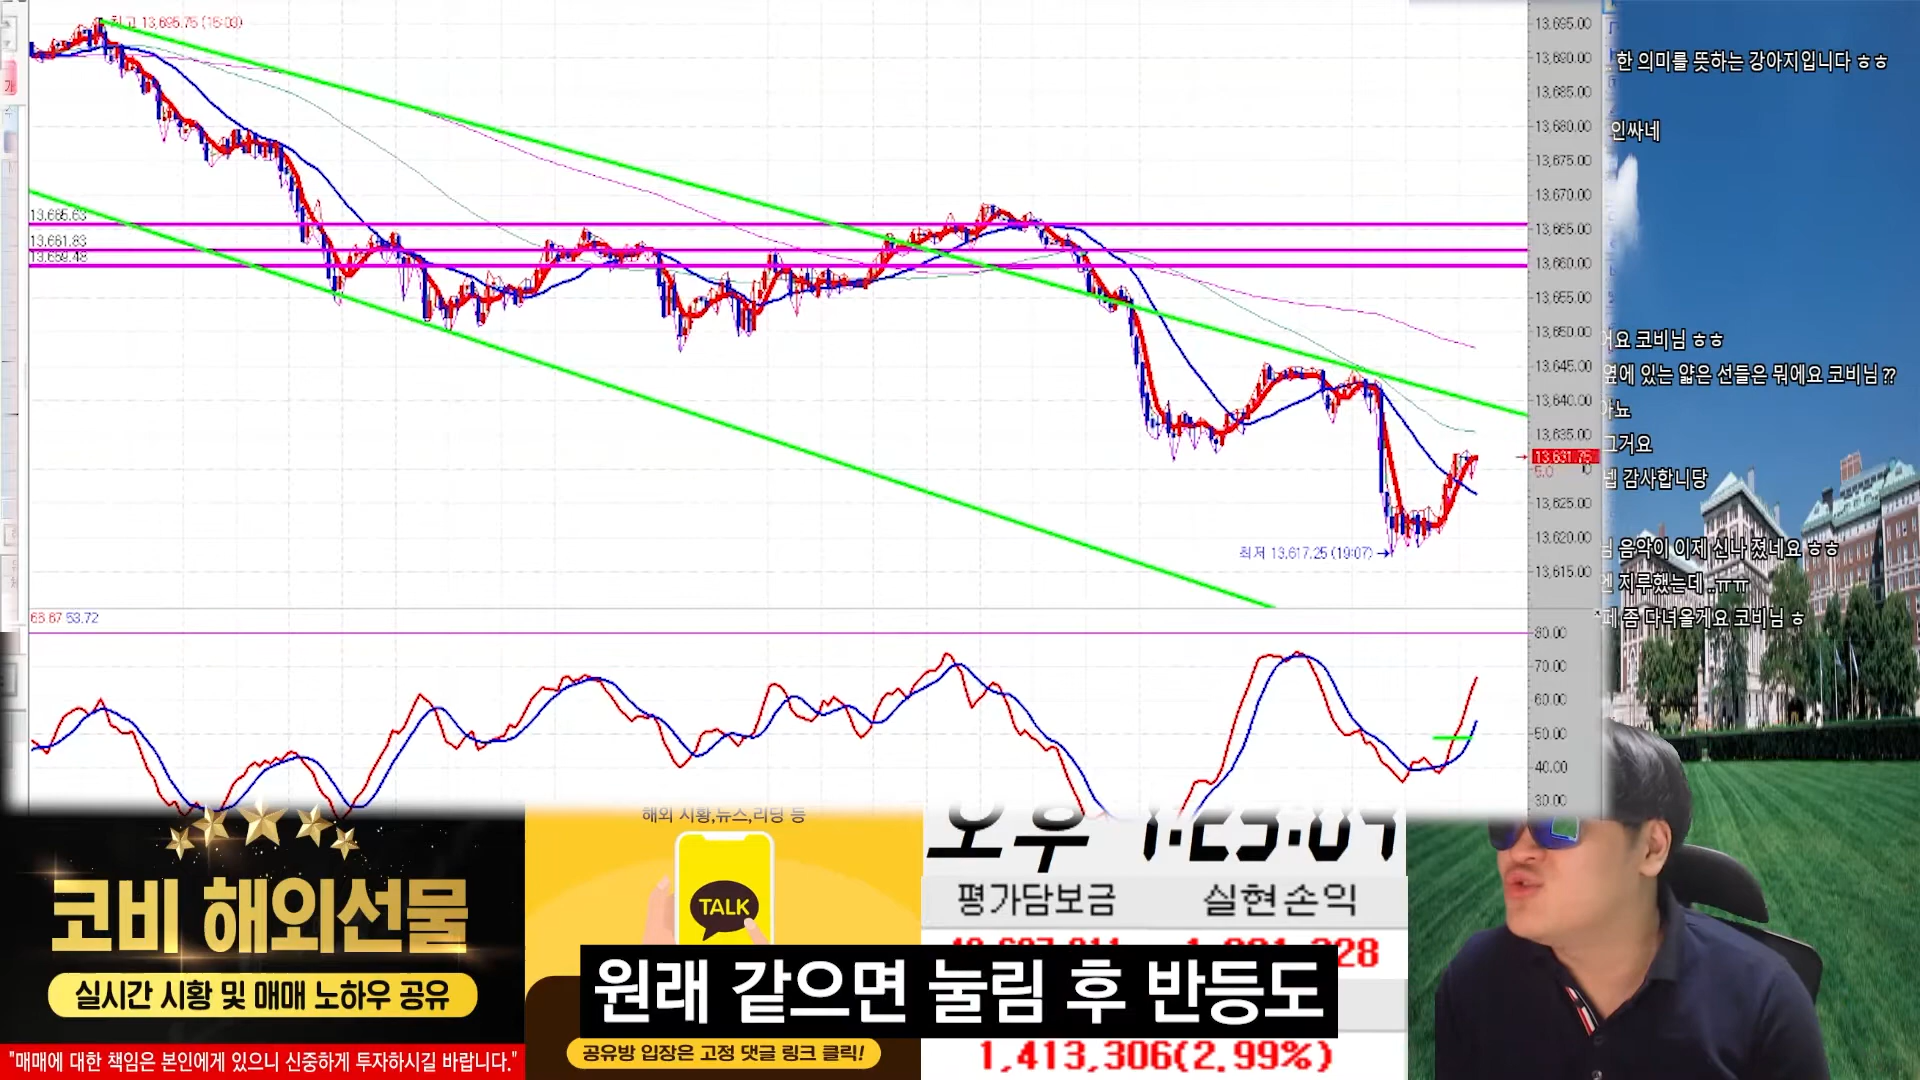 최고 13,695.75 (16:03)
13,695.00
13,690.00
13,685.00
13,680.00
13,675.00
13,670.00
13,665.00
13,660.00
13,655.00
13,650.00
13,645.00
13,640.00
13,635.00
13,631.75
13,625.00
13,620.00
13,615.00
13,665.63
13,661.83
13,659.48
최저 13,617.25 (19:07)
53.72
80.00
70.00
60.00
50.00
40.00
30.00
한 의미를 뜻하는 강아지입니다 ㅎㅎ
인싸네
어요 코비님 ㅎㅎ
옆에 있는 얇은 선들은 뭐에요 코비님 ??
아뇨
그거요
넵 감사합니당
님 음악이 이제 신나 졌네요 ㅎㅎ
지루했는데 ..ㅠㅠ
좀 다녀올게요 코비님 ㅎ
코비 해외선물
실시간 시황 및 매매 노하우 공유
"매매에 대한 책임은 본인에게 있으니 신중하게 투자하시길 바랍니다."
해외 시황,뉴스,리딩 등
TALK
공유방 입장은 고정 댓글 링크 클릭!
오후
평가담보금 실현손익
원래 같으면 눌림 후 반등도
1,413,306(2.99%)